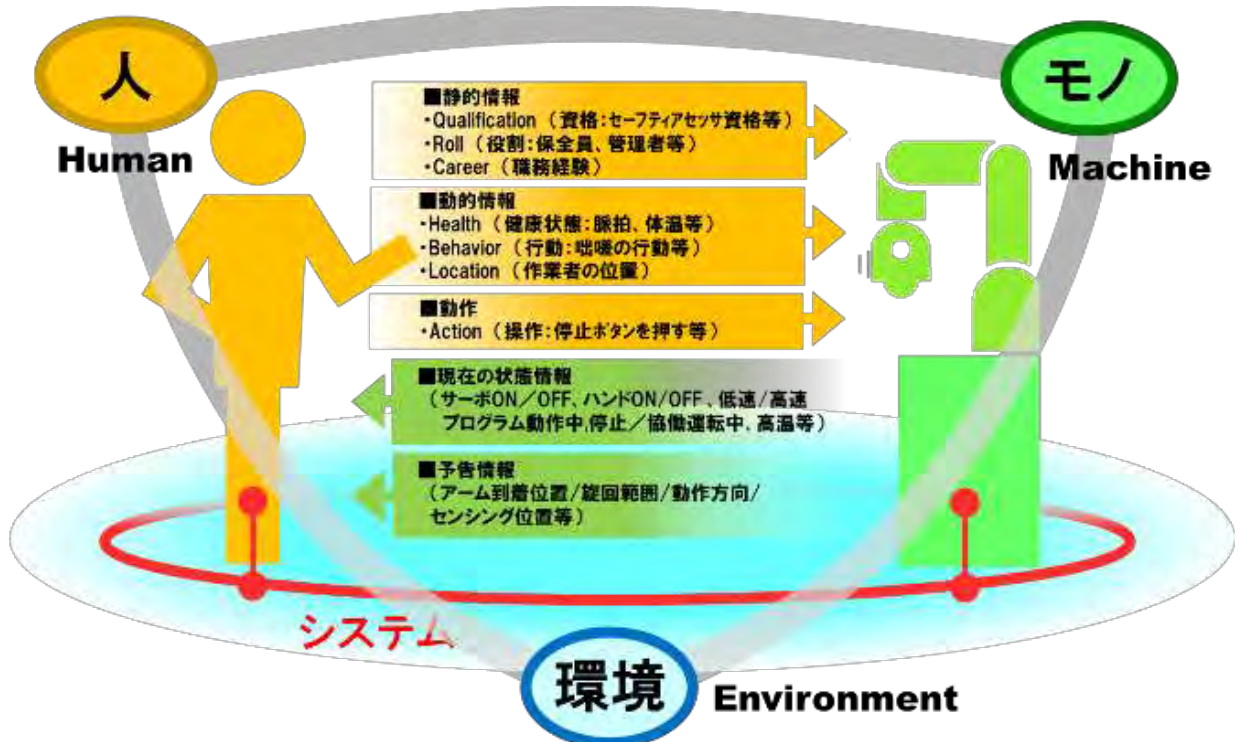 人
Human
モノ
Machine
■静的情報
・Qualification（資格：セーフティアセッサ資格等）
・Roll（役割：保全員、管理者等）
・Career（職務経験）
■動的情報
・Health（健康状態：脈拍、体温等）
・Behavior（行動：咄嗟の行動等）
・Location（作業者の位置）
■動作
・Action（操作：停止ボタンを押す等）
■現在の状態情報
（サーボON／OFF、ハンドON/OFF、低速/高速
プログラム動作中,停止／協働運転中、高温等）
■予告情報
（アーム到着位置/旋回範囲/動作方向/
センシング位置等）
システム
環境
Environment